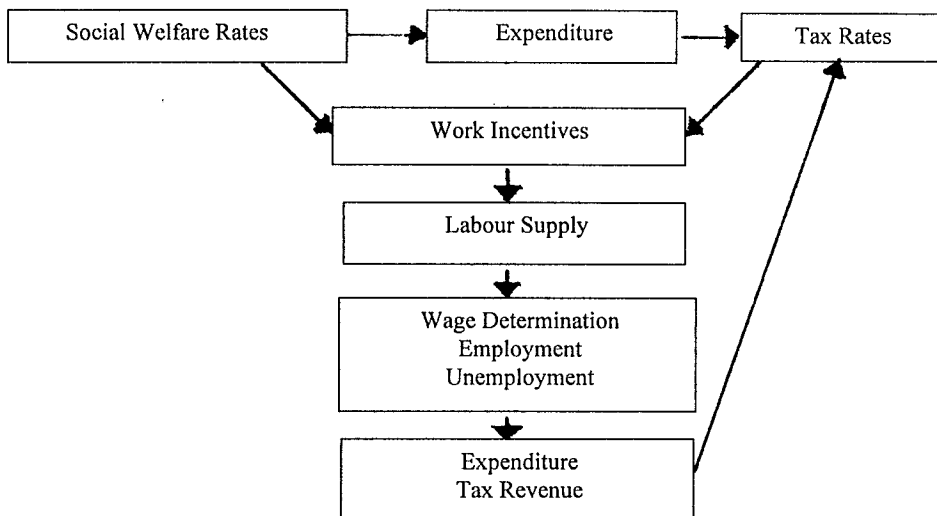 Social Welfare Rates
Expenditure
Tax Rates
Work Incentives
Labour Supply
Wage Determination
Employment
Unemployment
Expenditure
Tax Revenue